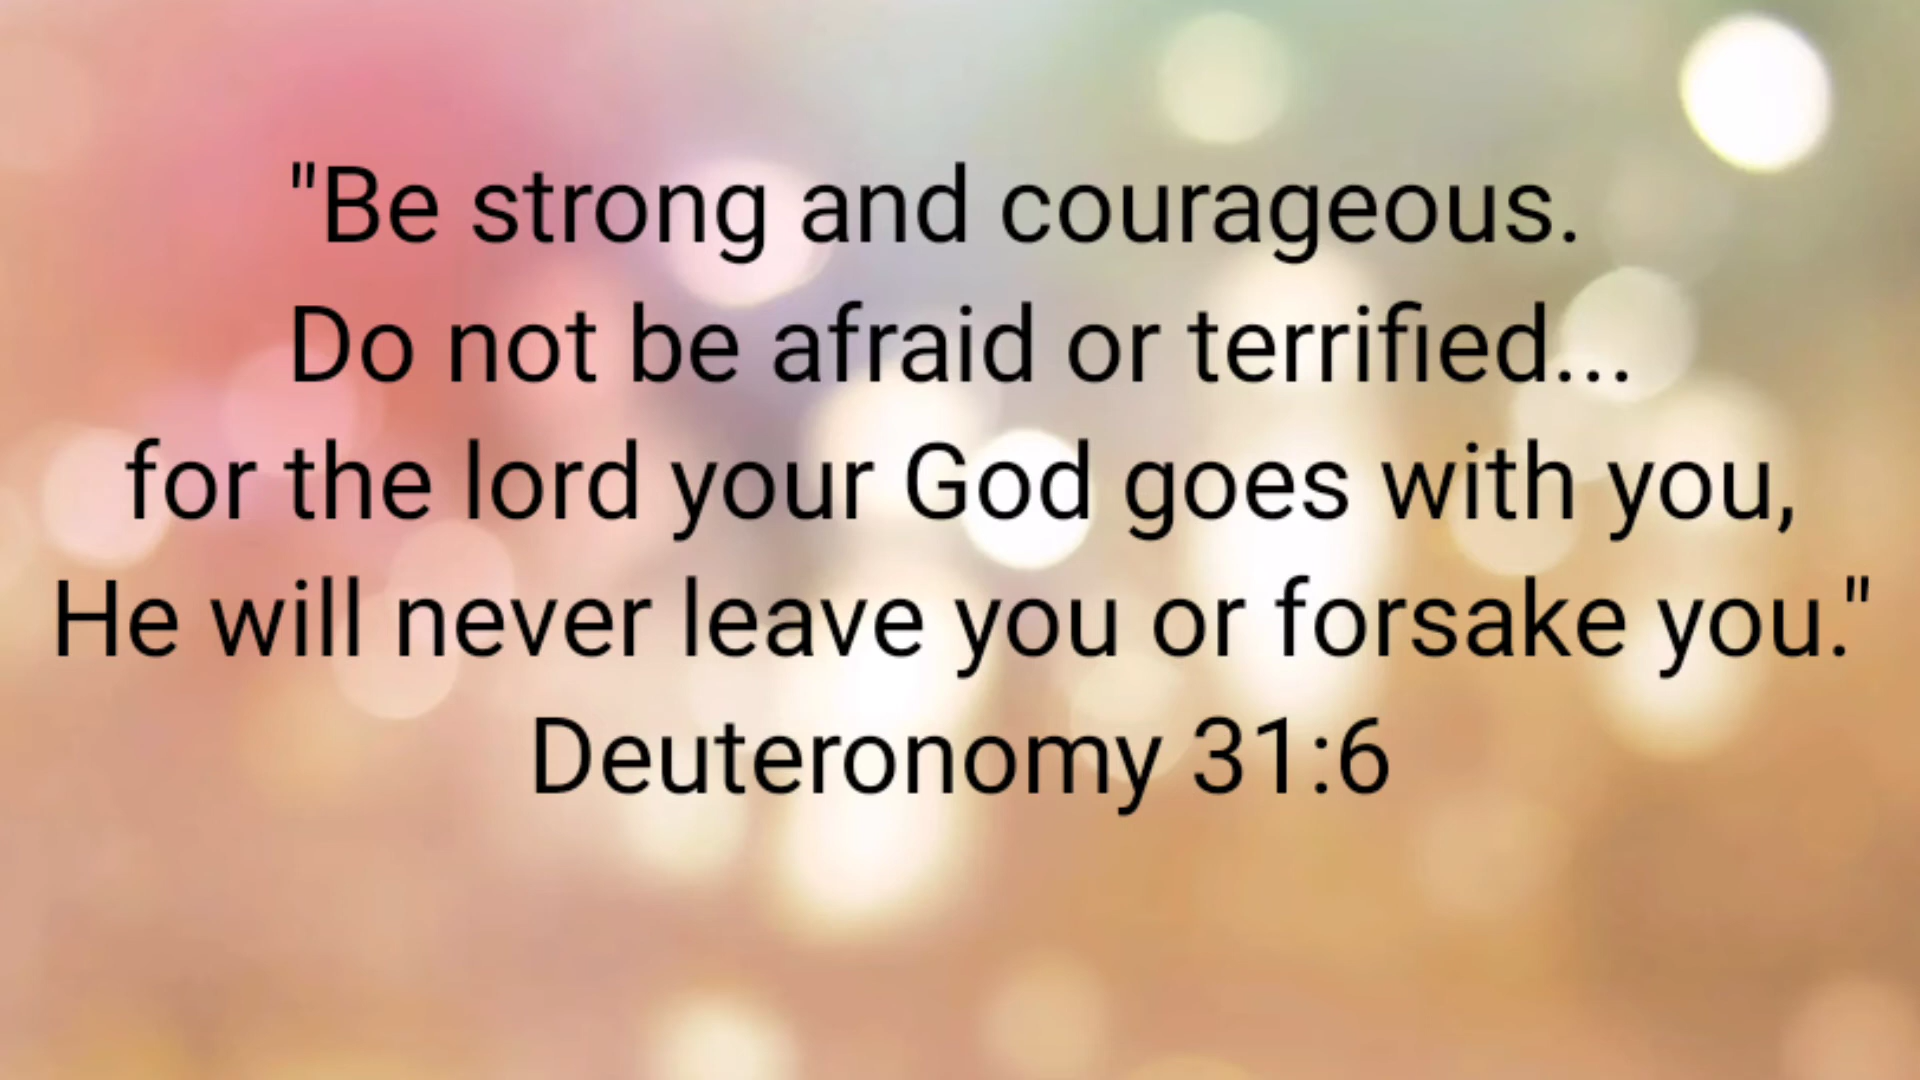 "Be strong and courageous.
Do not be afraid or terrified...
for the lord your God goes with you,
He will never leave you or forsake you."
Deuteronomy 31:6